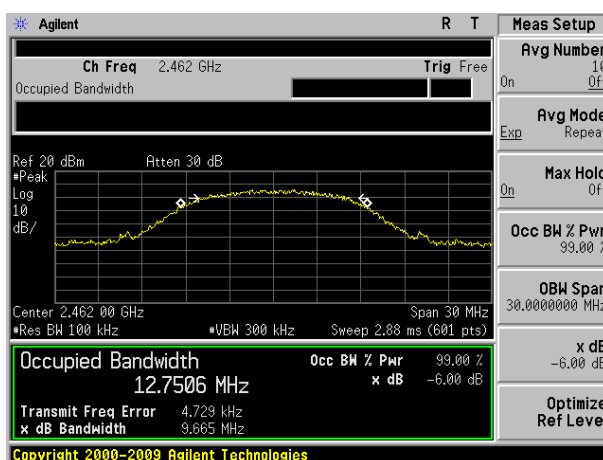 Agilent R T Meas Setup
Ch Freq 2.462 GHz Trig Free
Occupied Bandwidth
Ref 20 dBm Atten 30 dB
#Peak
Log
10
dB/
Center 2.462 00 GHz Span 30 MHz
#Res BW 100 kHz #VBW 300 kHz Sweep 2.88 ms (601 pts)
Occupied Bandwidth Occ BW % Pwr 99.00 %
12.7506 MHz x dB -6.00 dB
Transmit Freq Error 4.729 kHz
x dB Bandwidth 9.665 MHz
Copyright 2000-2009 Agilent Technologies
Avg Number
10
On Of
Avg Mode
Exp Repea
Max Hold
On Of
Occ BW % Pwr
99.00 %
OBW Span
30.0000000 MHz
x dB
-6.00 dB
Optimize
Ref Level